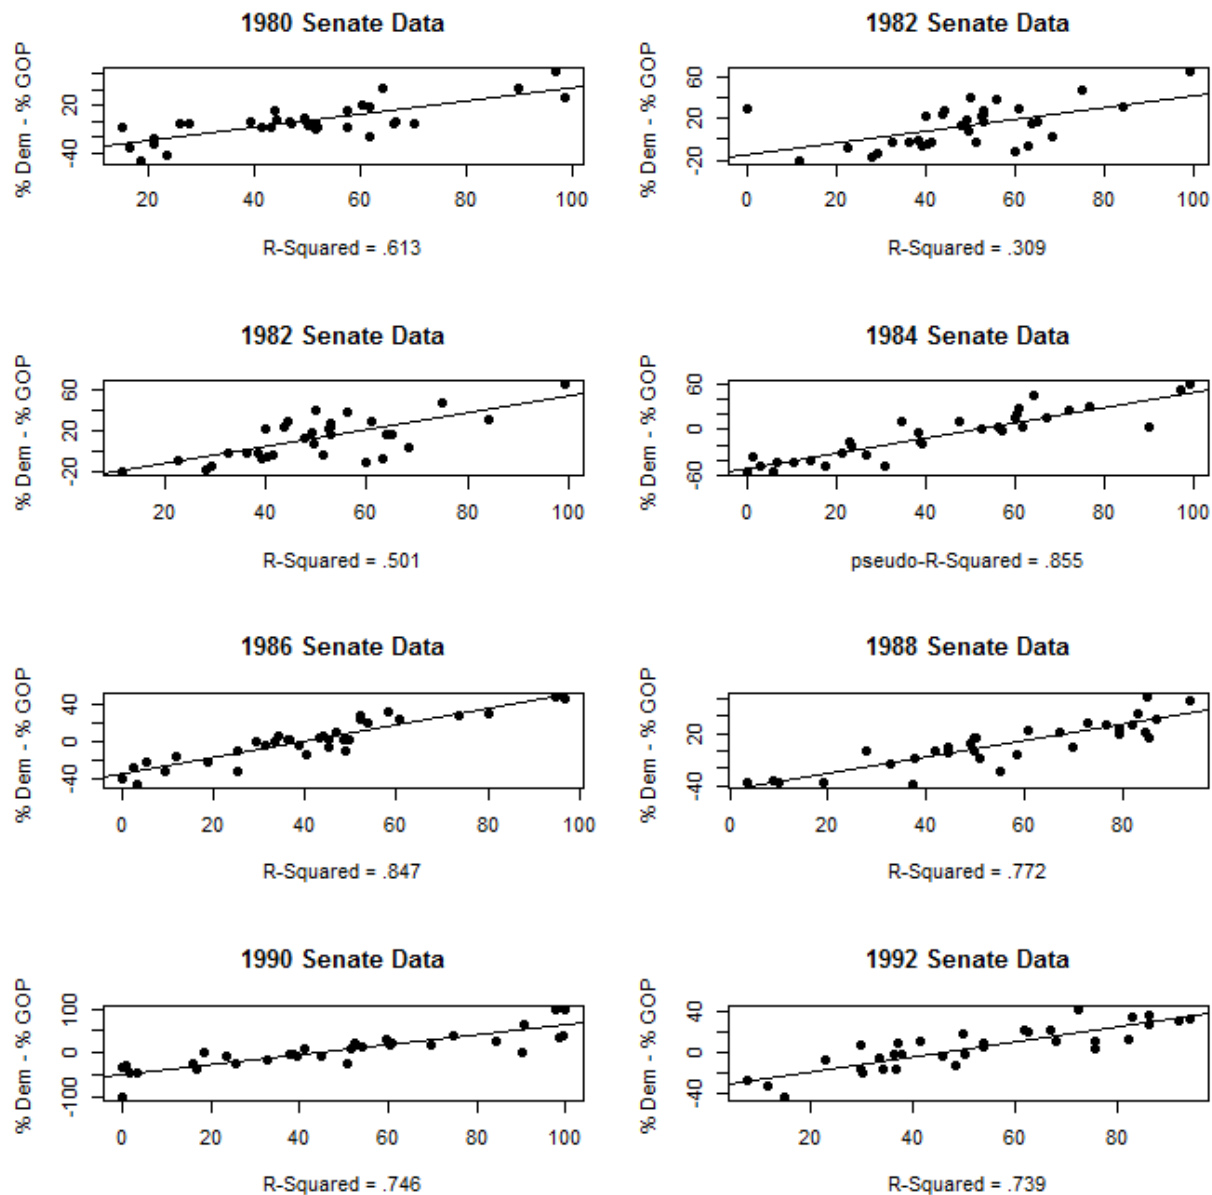 1980 Senate Data
% Dem - % GOP
20
-40
20 40 60 80 100
R-Squared = .613
1982 Senate Data
% Dem - % GOP
60
20
-20
0 20 40 60 80 100
R-Squared = .309
1982 Senate Data
% Dem - % GOP
60
20
-20
20 40 60 80 100
R-Squared = .501
1984 Senate Data
% Dem - % GOP
60
0
-60
0 20 40 60 80 100
pseudo-R-Squared = .855
1986 Senate Data
% Dem - % GOP
40
0
-40
0 20 40 60 80 100
R-Squared = .847
1988 Senate Data
% Dem - % GOP
20
-40
0 20 40 60 80
R-Squared = .772
1990 Senate Data
% Dem - % GOP
100
0
-100
0 20 40 60 80 100
R-Squared = .746
1992 Senate Data
% Dem - % GOP
40
0
-40
20 40 60 80
R-Squared = .739